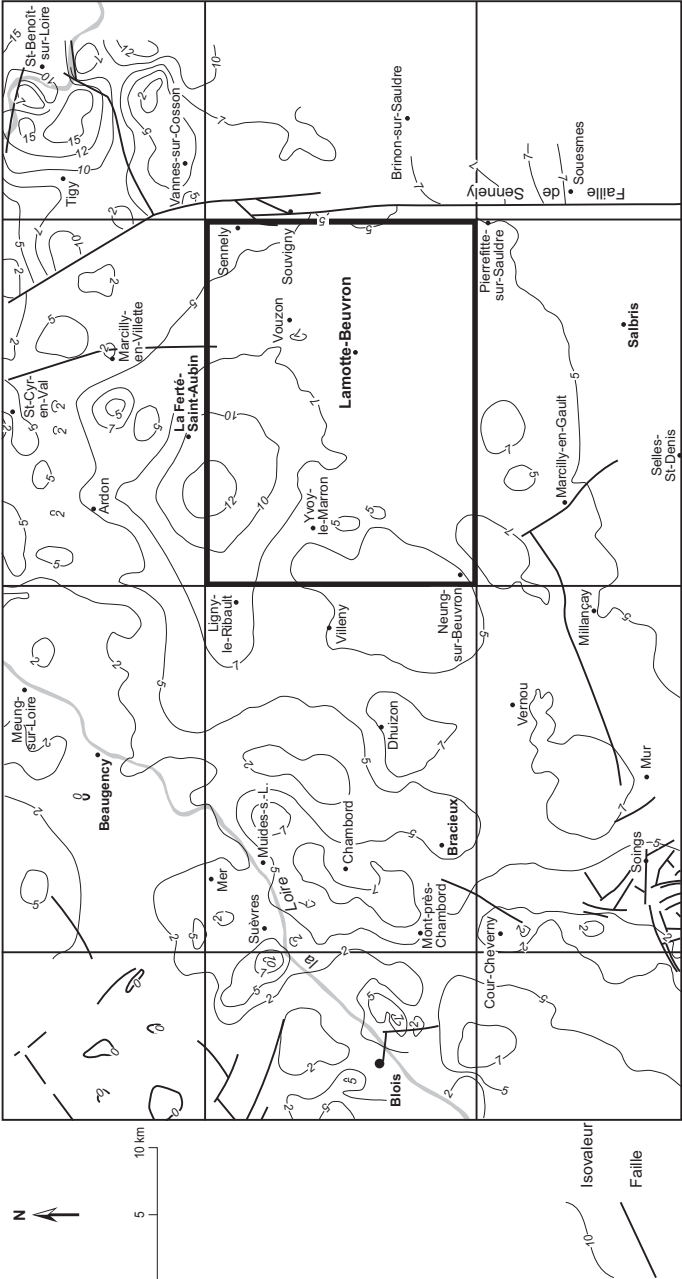 N
5
10 km
Isovaleur
10
Faille
St-Benoît-
sur-Loire
Tigy
Vannes-sur-Cosson
St-Cyr-
en-Val
Marcilly-
en-Villette
La Ferté-
Saint-Aubin
Ardon
Meung-
sur-Loire
Beaugency
Mer
Suèvres
Muides-s.-L.
la
Loire
Chambord
Blois
Mont-près-
Chambord
Bracieux
Dhuizon
Ligny-
le-Ribault
Villeny
Neung-
sur-Beuvron
Yvoy-
le-Marron
Vouzon
Lamotte-Beuvron
Sennely
Souvigny
Brinon-sur-Sauldre
Cour-Cheverny
Soings
Mur
Vernou
Millançay
Marcilly-en-Gault
Pierrefitte-
sur-Sauldre
Faille de Sennely
Souesmes
Salbris
Selles-
St-Denis
15
12
10
7
5
2
0